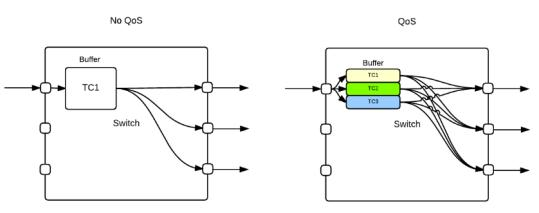 No QoS
Buffer
TC1
Switch
QoS
Buffer
TC1
TC2
TC3
Switch